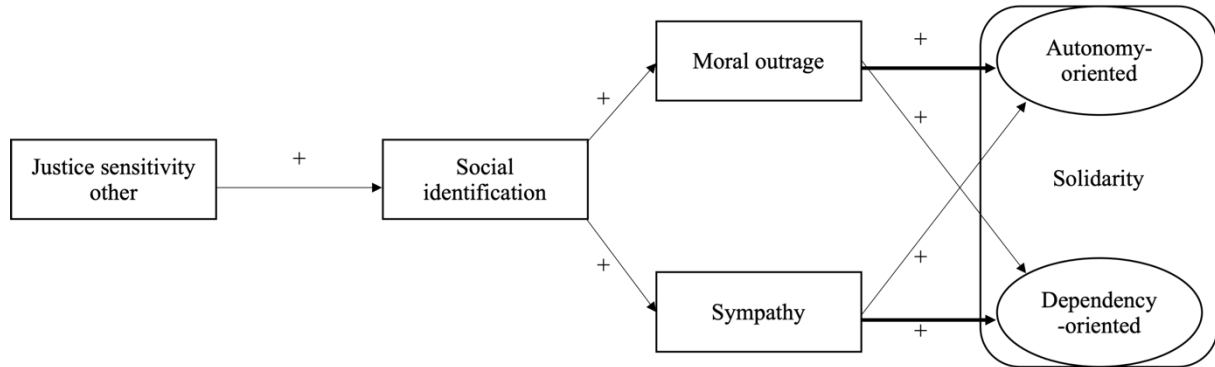 Justice sensitivity
other
+
Social
identification
+
+
Moral outrage
Sympathy
+
+
+
+
Autonomy-
oriented
Solidarity
Dependency
-oriented